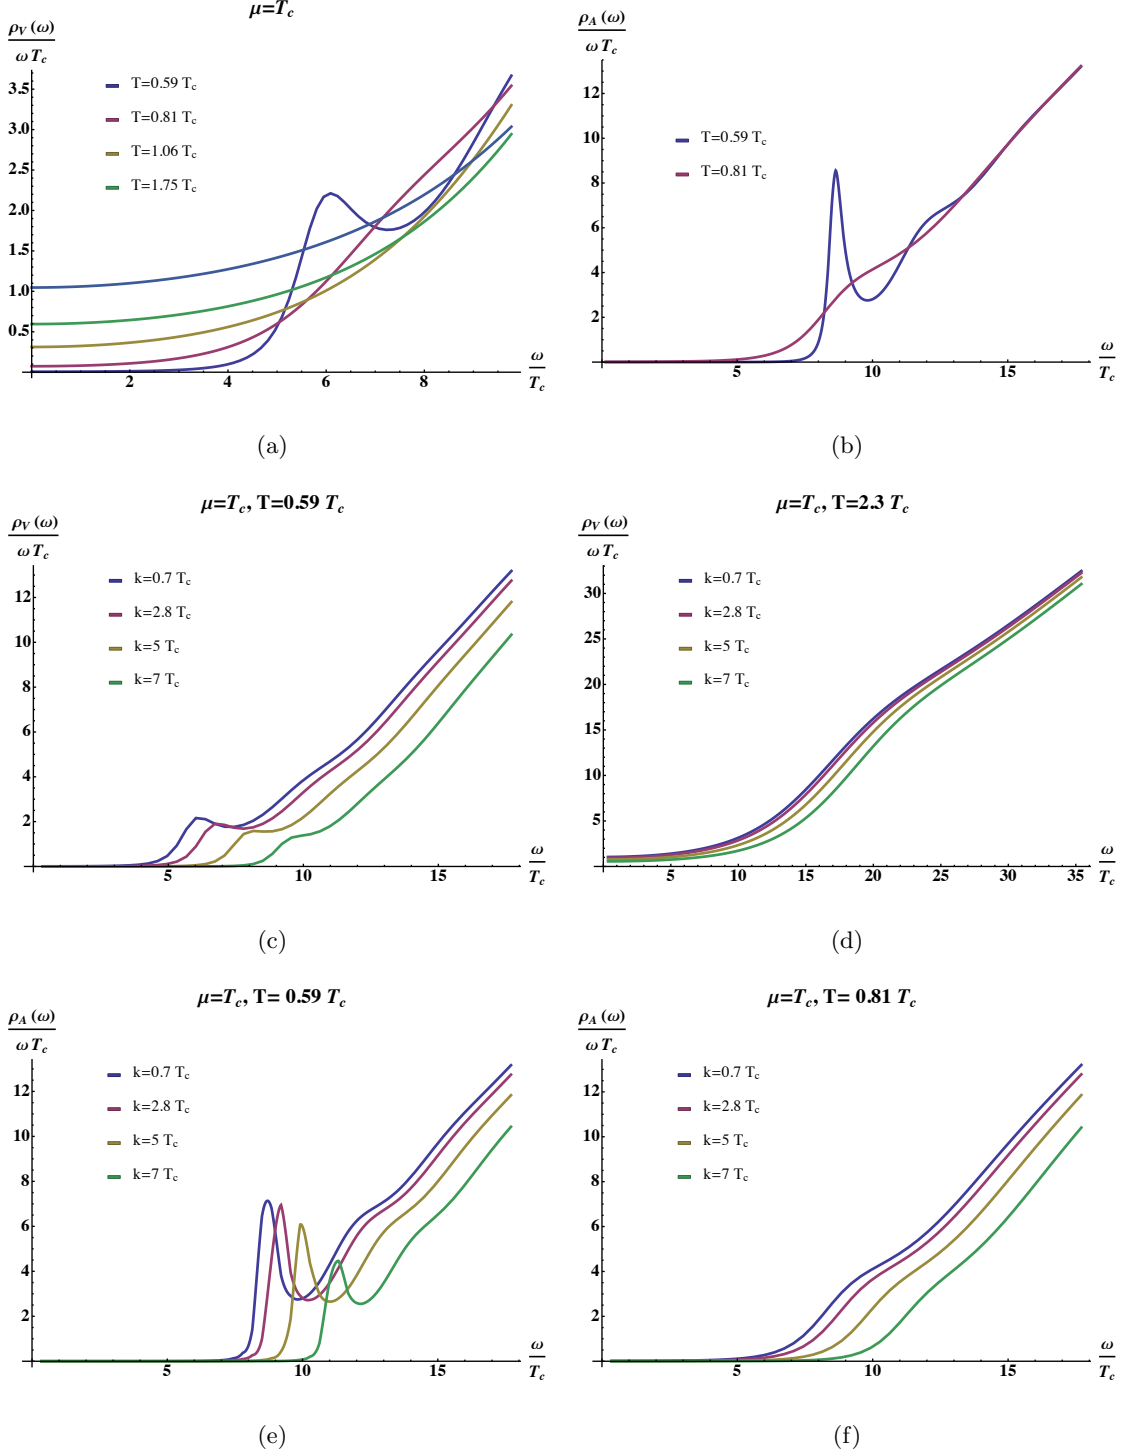 μ=T_c
ρ_V(ω)
ω T_c
3.5
3.0
2.5
2.0
1.5
1.0
0.5
T=0.59 T_c
T=0.81 T_c
T=1.06 T_c
T=1.75 T_c
2 4 6 8
ω
T_c
(a)
ρ_A(ω)
ω T_c
12
10
8
6
4
2
T=0.59 T_c
T=0.81 T_c
5 10 15
ω
T_c
(b)
μ=T_c, T=0.59 T_c
ρ_V(ω)
ω T_c
12
10
8
6
4
2
k=0.7 T_c
k=2.8 T_c
k=5 T_c
k=7 T_c
5 10 15
ω
T_c
(c)
μ=T_c, T=2.3 T_c
ρ_V(ω)
ω T_c
30
25
20
15
10
5
k=0.7 T_c
k=2.8 T_c
k=5 T_c
k=7 T_c
5 10 15 20 25 30 35
ω
T_c
(d)
μ=T_c, T= 0.59 T_c
ρ_A(ω)
ω T_c
12
10
8
6
4
2
k=0.7 T_c
k=2.8 T_c
k=5 T_c
k=7 T_c
5 10 15
ω
T_c
(e)
μ=T_c, T= 0.81 T_c
ρ_A(ω)
ω T_c
12
10
8
6
4
2
k=0.7 T_c
k=2.8 T_c
k=5 T_c
k=7 T_c
5 10 15
ω
T_c
(f)